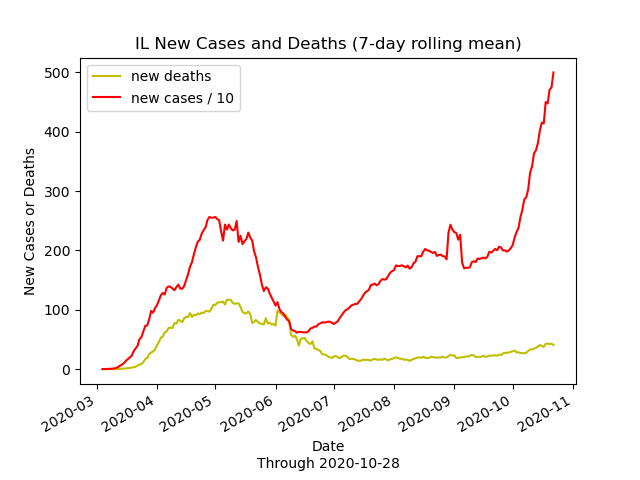 IL New Cases and Deaths (7-day rolling mean)
new deaths
new cases / 10
500
400
300
200
100
0
New Cases or Deaths
2020-03
2020-04
2020-05
2020-06
2020-07
2020-08
2020-09
2020-10
2020-11
Date
Through 2020-10-28